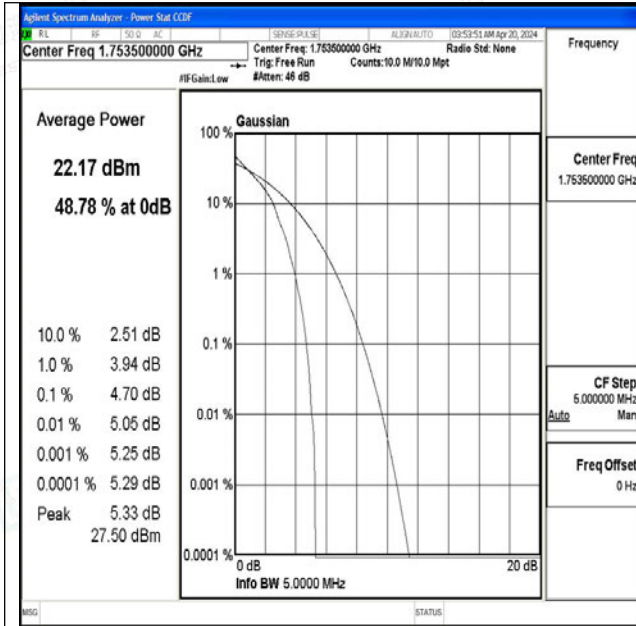 Agilent Spectrum Analyzer - Power Stat CCDF
RL RF 50 Ω AC SENSE:PULSE ALIGNAUTO 03:53:51 AM Apr 20, 2024
Center Freq 1.753500000 GHz
Center Freq: 1.753500000 GHz Radio Std: None
Trig: Free Run Counts:10.0 M/10.0 Mpt
#IFGain:Low #Atten: 46 dB
Frequency
Average Power
22.17 dBm
48.78 % at 0dB
10.0 % 2.51 dB
1.0 % 3.94 dB
0.1 % 4.70 dB
0.01 % 5.05 dB
0.001 % 5.25 dB
0.0001 % 5.29 dB
Peak 5.33 dB
27.50 dBm
Gaussian
100 %
10 %
1 %
0.1 %
0.01 %
0.001 %
0.0001 %
0 dB 20 dB
Info BW 5.0000 MHz
Center Freq
1.753500000 GHz
CF Step
5.000000 MHz
Auto Man
Freq Offset
0 Hz
MSG STATUS